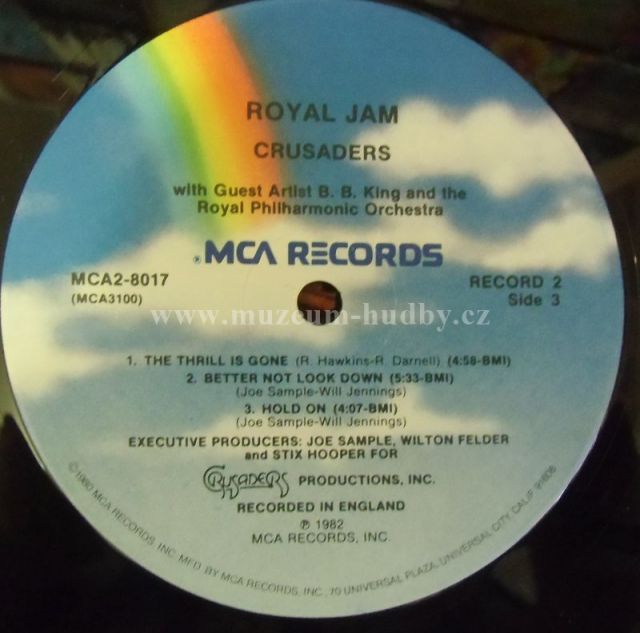 ROYAL JAM
CRUSADERS
with Guest Artist B. B. King and the
Royal Philharmonic Orchestra
® MCA RECORDS
MCA2-8017
(MCA3100)
RECORD 2
Side 3
www.muzeum-hudby.cz
1. THE THRILL IS GONE (R. Hawkins-R. Darnell) (4:58-BMI)
2. BETTER NOT LOOK DOWN (5:33-BMI)
(Joe Sample-Will Jennings)
3. HOLD ON (4:07-BMI)
(Joe Sample-Will Jennings)
EXECUTIVE PRODUCERS: JOE SAMPLE, WILTON FELDER
and STIX HOOPER FOR
CRUSADERS PRODUCTIONS, INC.
RECORDED IN ENGLAND
℗ 1982
MCA RECORDS, INC.
©1980 MCA RECORDS, INC. MFD. BY MCA RECORDS, INC., 70 UNIVERSAL PLAZA, UNIVERSAL CITY, CALIF. 91608